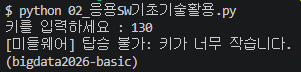 $ python 02_응용SW기초기술활용.py
키를 입력하세요 : 130
[미들웨어] 탑승 불가: 키가 너무 작습니다.
(bigdata2026-basic)